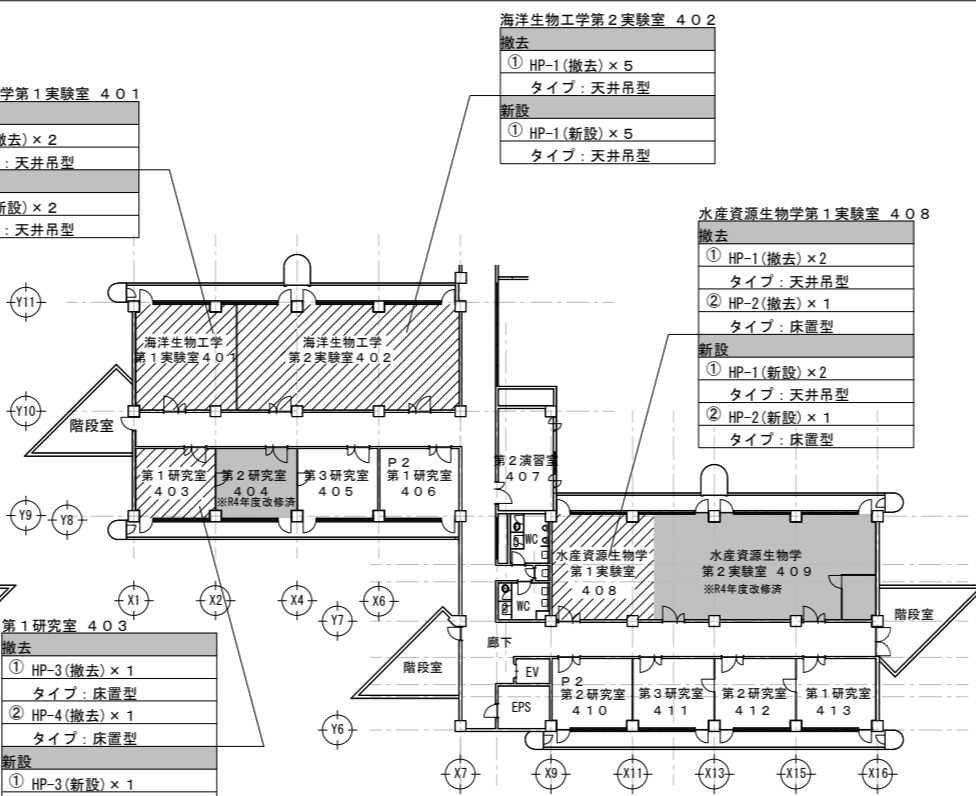 海洋生物工学第2実験室 402
撤去
① HP-1(撤去)×5
タイプ：天井吊型
新設
① HP-1(新設)×5
タイプ：天井吊型
学第1実験室 401
撤去)×2
：天井吊型
新設)×2
：天井吊型
水産資源生物学第1実験室 408
撤去
① HP-1(撤去)×2
タイプ：天井吊型
② HP-2(撤去)×1
タイプ：床置型
新設
① HP-1(新設)×2
タイプ：天井吊型
② HP-2(新設)×1
タイプ：床置型
Y11
海洋生物工学
第1実験室401
海洋生物工学
第2実験室402
Y10
階段室
第1研究室
403
第2研究室
404
※R4年度改修済
第3研究室
405
P2
第1研究室
406
第2演習室
407
Y9
Y8
WC
WC
水産資源生物学
第1実験室
408
水産資源生物学
第2実験室 409
※R4年度改修済
階段室
X1
X2
X4
X6
Y7
廊下
階段室
EV
EPS
P2
第2研究室
410
第3研究室
411
第2研究室
412
第1研究室
413
Y6
X7
X9
X11
X13
X15
X16
第1研究室 403
撤去
① HP-3(撤去)×1
タイプ：床置型
② HP-4(撤去)×1
タイプ：床置型
新設
① HP-3(新設)×1